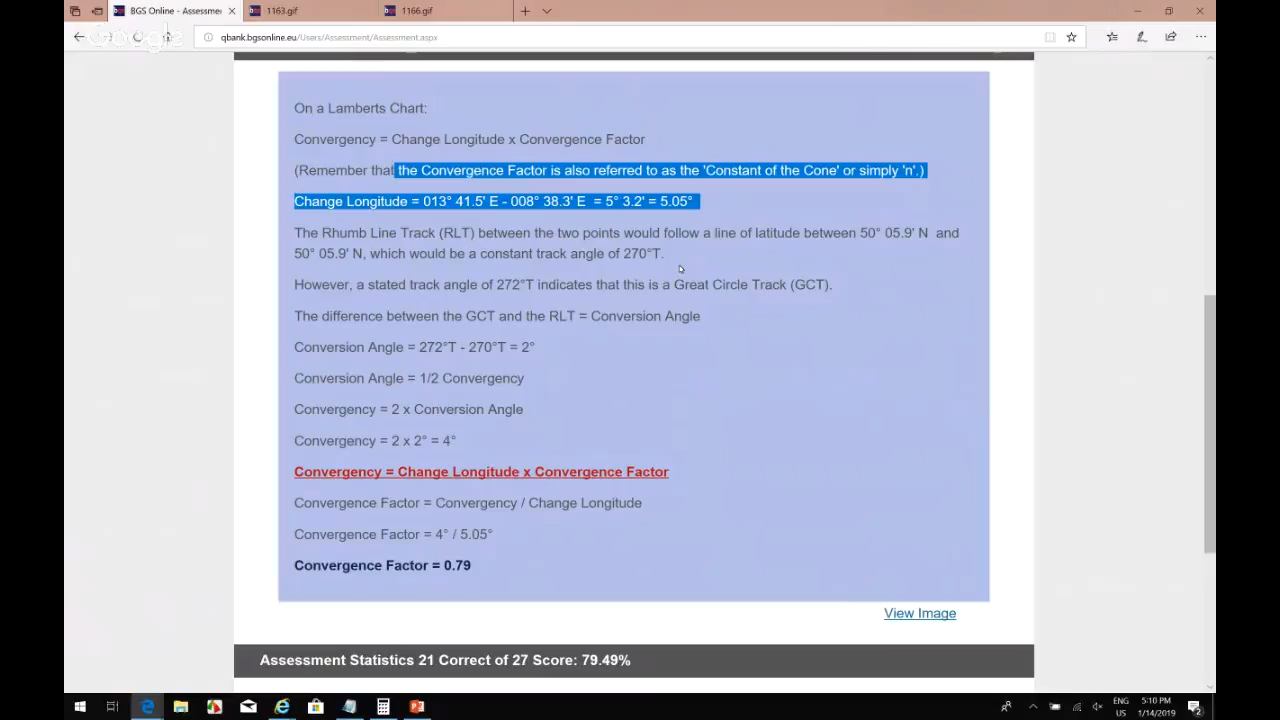 BGS Online - Assessmen
1163.gif
1166.gif
qbank.bgsonline.eu/Users/Assessment/Assessment.aspx
Google
On a Lamberts Chart:
Convergency = Change Longitude x Convergence Factor
(Remember that the Convergence Factor is also referred to as the 'Constant of the Cone' or simply 'n'.)
Change Longitude = 013° 41.5' E - 008° 38.3' E = 5° 3.2' = 5.05°
The Rhumb Line Track (RLT) between the two points would follow a line of latitude between 50° 05.9' N and
50° 05.9' N, which would be a constant track angle of 270°T.
However, a stated track angle of 272°T indicates that this is a Great Circle Track (GCT).
The difference between the GCT and the RLT = Conversion Angle
Conversion Angle = 272°T - 270°T = 2°
Conversion Angle = 1/2 Convergency
Convergency = 2 x Conversion Angle
Convergency = 2 x 2° = 4°
Convergency = Change Longitude x Convergence Factor
Convergence Factor = Convergency / Change Longitude
Convergence Factor = 4° / 5.05°
Convergence Factor = 0.79
View Image
Assessment Statistics 21 Correct of 27 Score: 79.49%
ENG
US
5:10 PM
1/14/2019
2